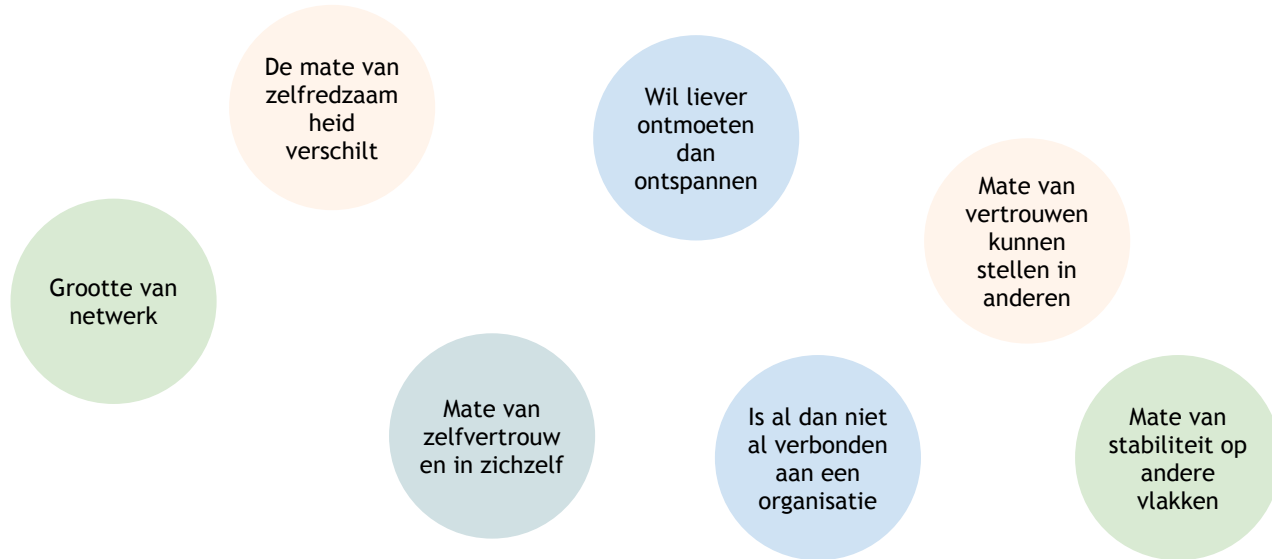 De mate van
zelfredzaam
heid
verschilt
Wil liever
ontmoeten
dan
ontspannen
Mate van
vertrouwen
kunnen
stellen in
anderen
Grootte van
netwerk
Mate van
zelfvertrouw
en in zichzelf
Is al dan niet
al verbonden
aan een
organisatie
Mate van
stabiliteit op
andere
vlakken